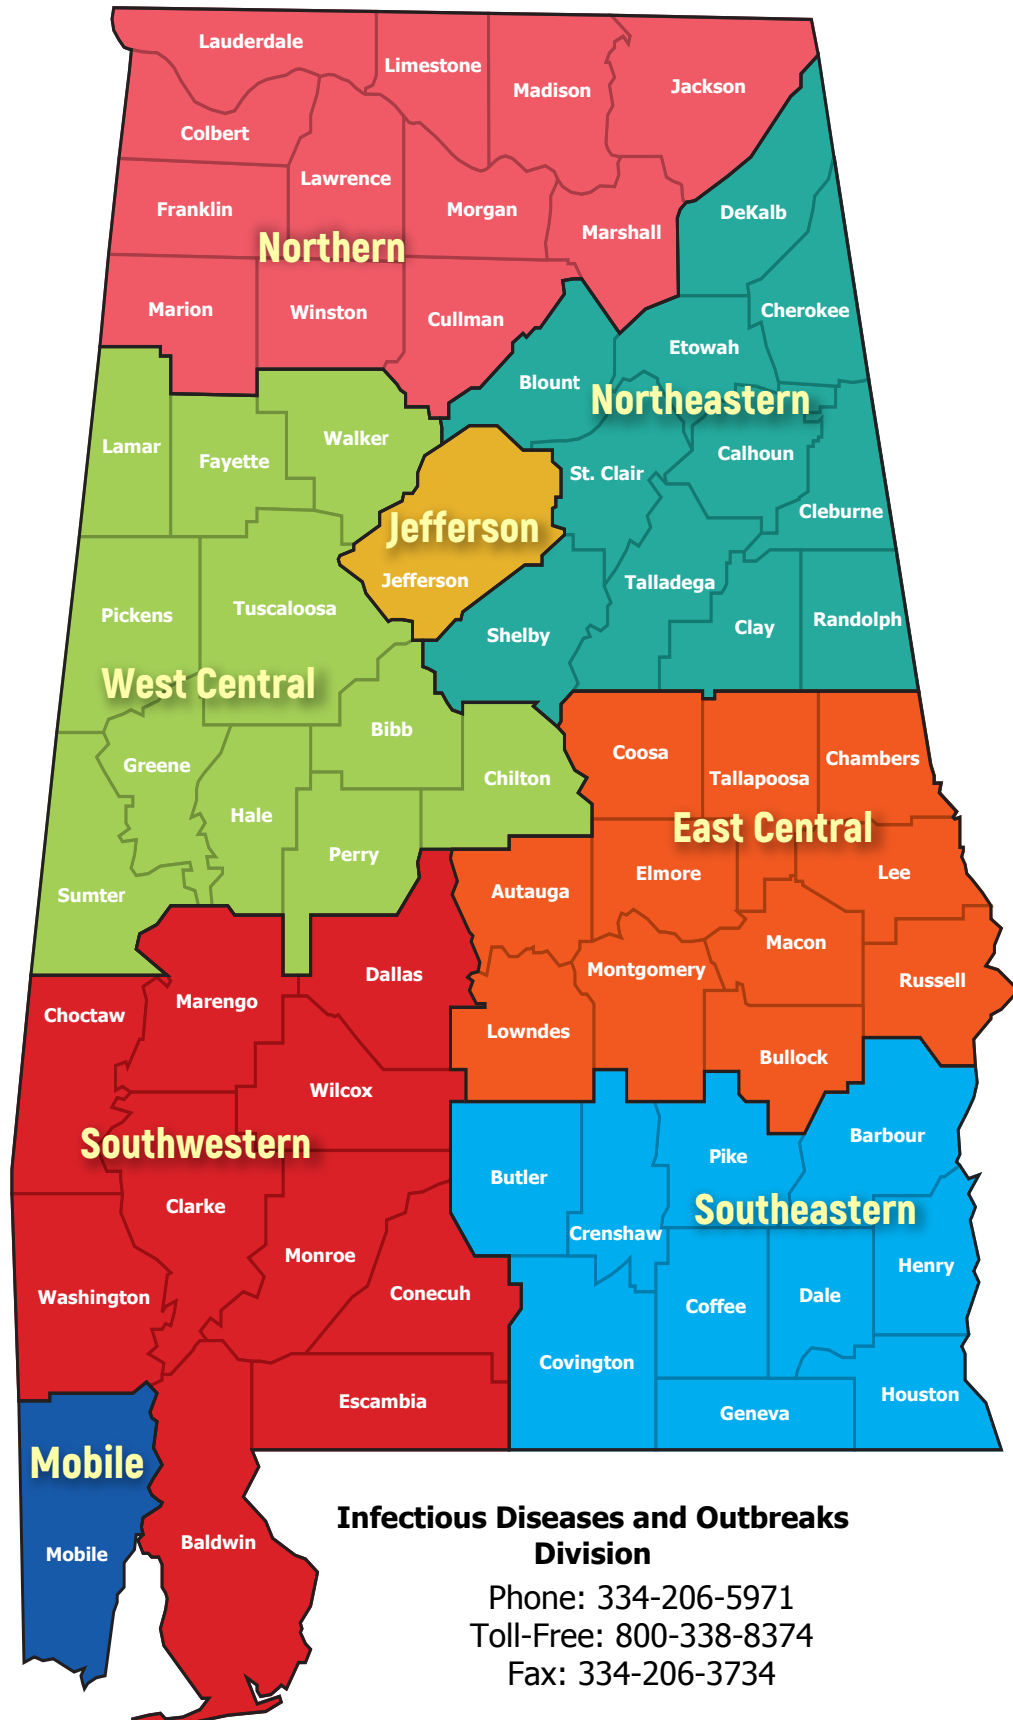 Lauderdale
Limestone
Madison
Jackson
Colbert
Lawrence
Franklin
Morgan
DeKalb
Marshall
Northern
Marion
Winston
Cullman
Cherokee
Etowah
Blount
Northeastern
Lamar
Fayette
Walker
St. Clair
Calhoun
Cleburne
Jefferson
Jefferson
Talladega
Pickens
Tuscaloosa
Shelby
Clay
Randolph
West Central
Bibb
Coosa
Chambers
Greene
Chilton
Tallapoosa
Hale
East Central
Perry
Elmore
Lee
Sumter
Autauga
Macon
Dallas
Montgomery
Russell
Marengo
Choctaw
Lowndes
Bullock
Wilcox
Southwestern
Barbour
Pike
Butler
Clarke
Southeastern
Crenshaw
Monroe
Henry
Washington
Conecuh
Coffee
Dale
Covington
Escambia
Houston
Geneva
Mobile
Mobile
Baldwin
Infectious Diseases and Outbreaks
Division
Phone: 334-206-5971
Toll-Free: 800-338-8374
Fax: 334-206-3734